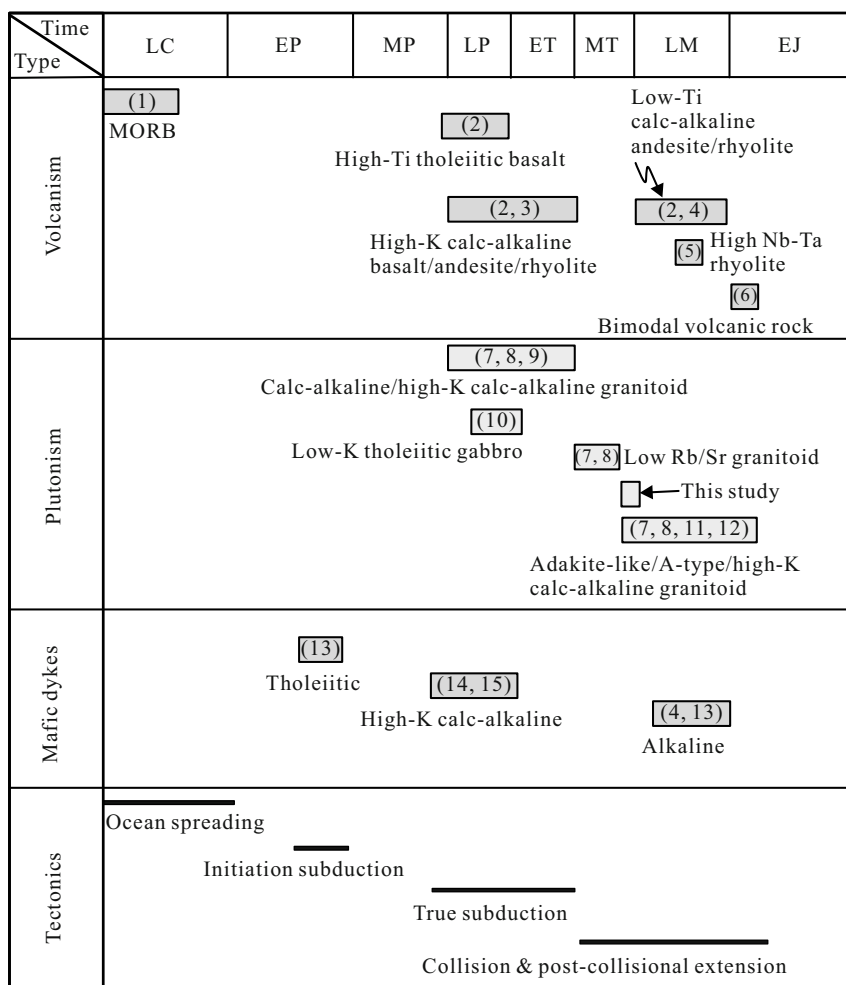 Time
Type
LC EP MP LP ET MT LM EJ
Volcanism
(1)
MORB
(2)
High-Ti tholeiitic basalt
Low-Ti
calc-alkaline
andesite/rhyolite
(2, 3)
High-K calc-alkaline
basalt/andesite/rhyolite
(2, 4)
(5)
High Nb-Ta
rhyolite
(6)
Bimodal volcanic rock
Plutonism
(7, 8, 9)
Calc-alkaline/high-K calc-alkaline granitoid
(10)
Low-K tholeiitic gabbro
(7, 8) Low Rb/Sr granitoid
This study
(7, 8, 11, 12)
Adakite-like/A-type/high-K
calc-alkaline granitoid
Mafic dykes
(13)
Tholeiitic
(14, 15)
High-K calc-alkaline
(4, 13)
Alkaline
Tectonics
Ocean spreading
Initiation subduction
True subduction
Collision & post-collisional extension